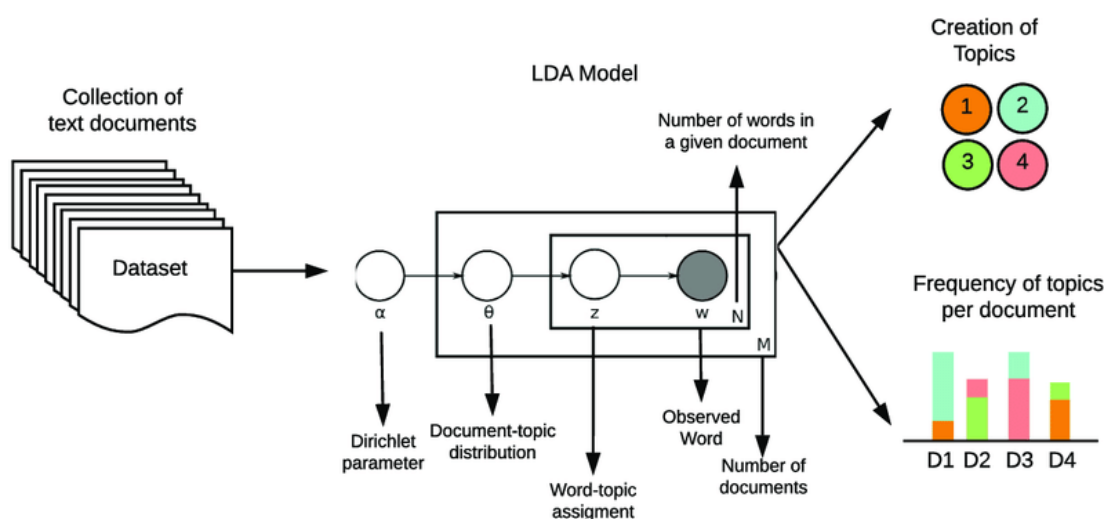 Collection of
text documents
Dataset
LDA Model
Number of words in
a given document
α
θ
z
w
N
M
Dirichlet
parameter
Document-topic
distribution
Word-topic
assigment
Observed
Word
Number of
documents
Creation of
Topics
1
2
3
4
Frequency of topics
per document
D1 D2 D3 D4